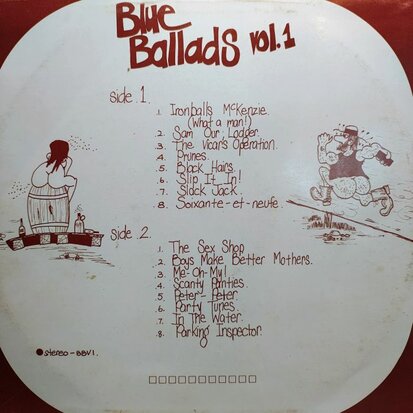 Blue
Ballads vol.1
side 1.
1. Ironballs McKenzie.
(What a man!)
2. Sam Our Lodger.
3. The Vicar's Operation.
4. Prunes.
5. Black Hairs.
6. Slip It In!
7. Slack Jack.
8. Soixante-et-neufe.
side 2.
1. The Sex Shop
2. Boys Make Better Mothers.
3. Me-Oh-My!
4. Scanty Panties.
5. Peter-Peter
6. Party Tunes.
7. In The Water.
8. Parking Inspector.
stereo-BBV1.